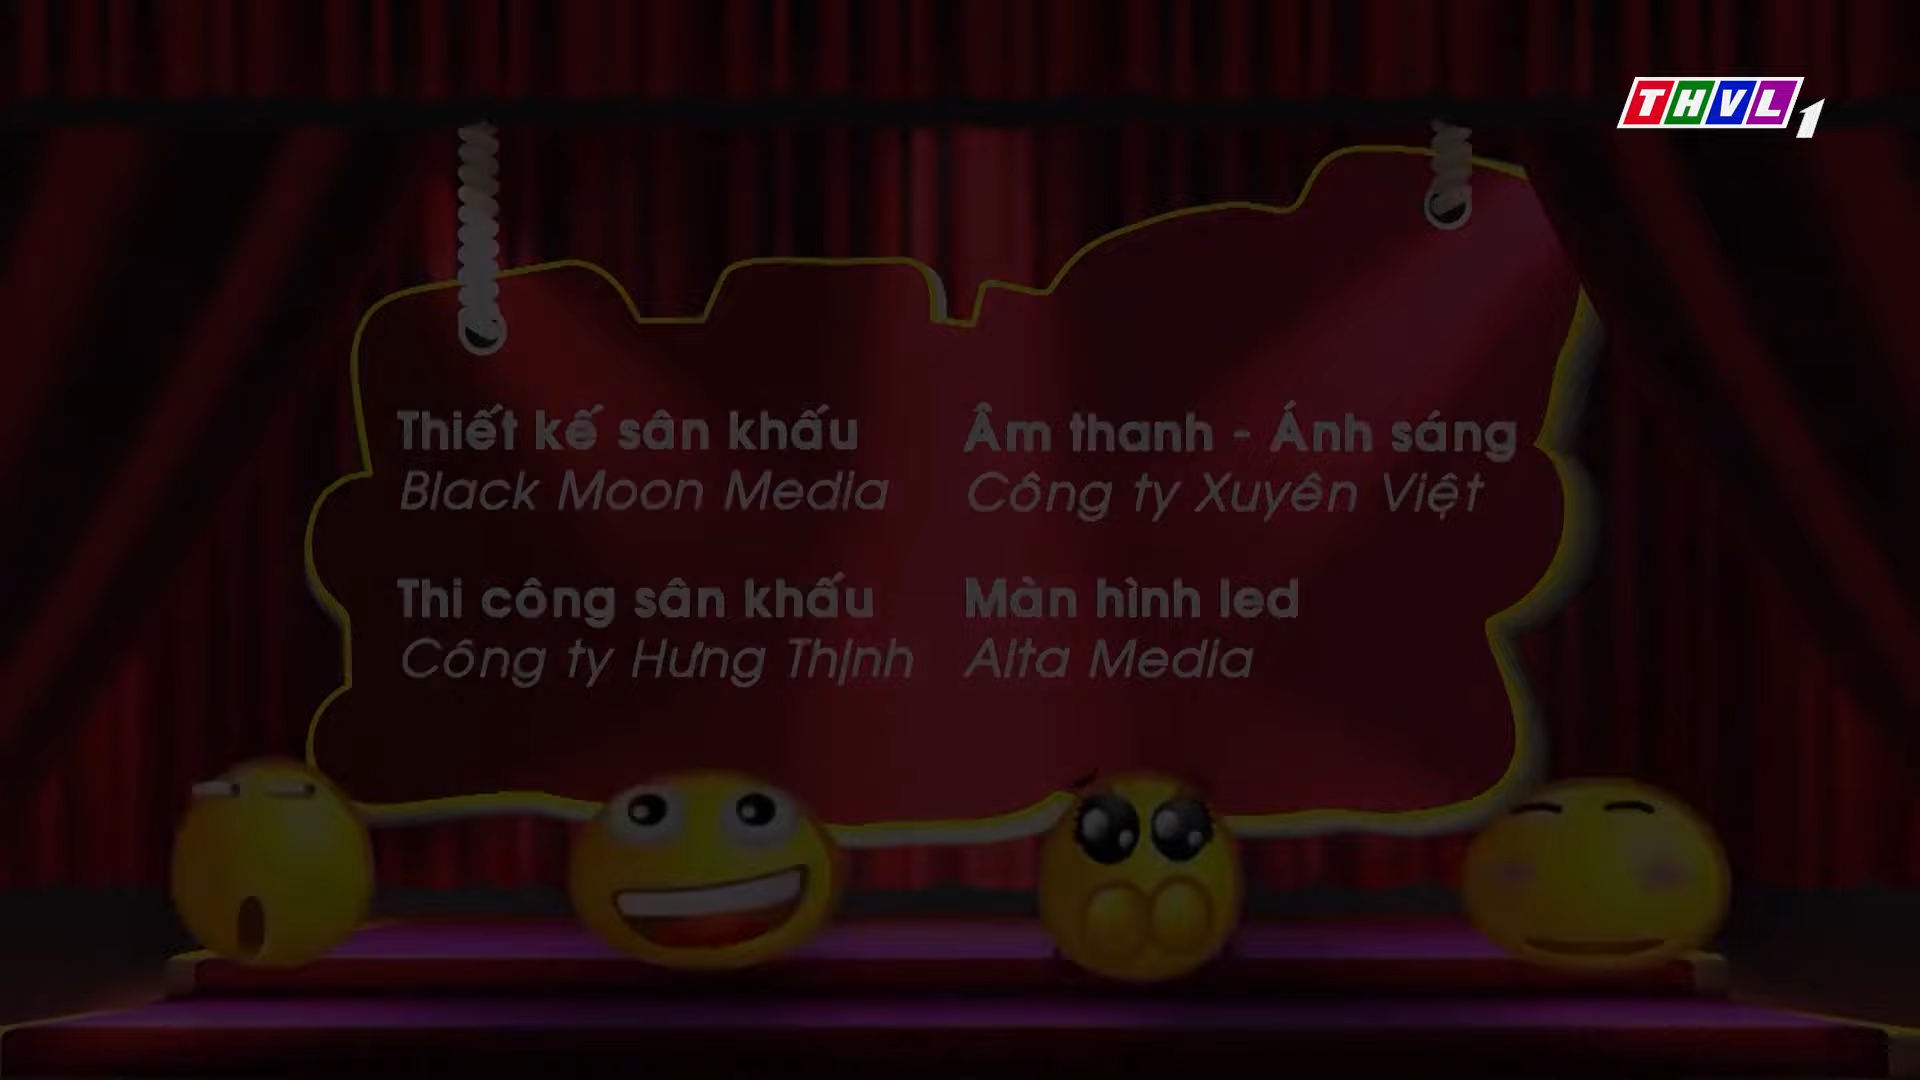 THVL1
Thiết kế sân khấu
Black Moon Media
Thi công sân khấu
Công ty Hưng Thịnh
Âm thanh - Ánh sáng
Công ty Xuyên Việt
Màn hình led
Alta Media